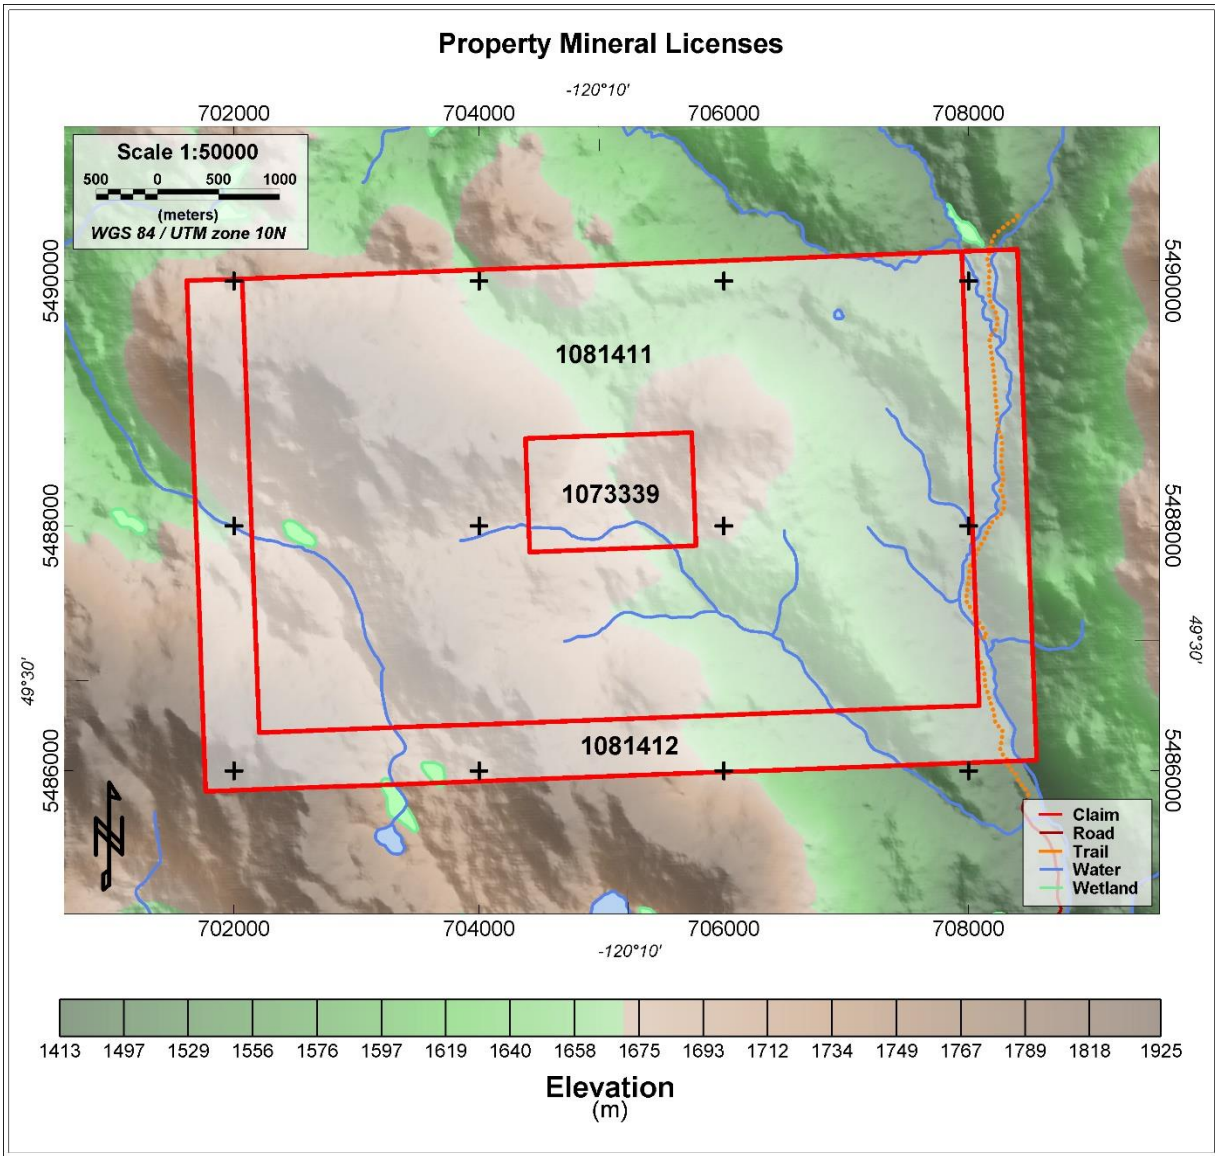 Property Mineral Licenses
-120°10'
702000 704000 706000 708000
Scale 1:50000
500 0 500 1000
(meters)
WGS 84 / UTM zone 10N
5490000 5490000
1081411
1073339
5488000 5488000
49°30' 49°30'
1081412
5486000 5486000
N
Claim
Road
Trail
Water
Wetland
702000 704000 706000 708000
-120°10'
1413 1497 1529 1556 1576 1597 1619 1640 1658 1675 1693 1712 1734 1749 1767 1789 1818 1925
Elevation
(m)